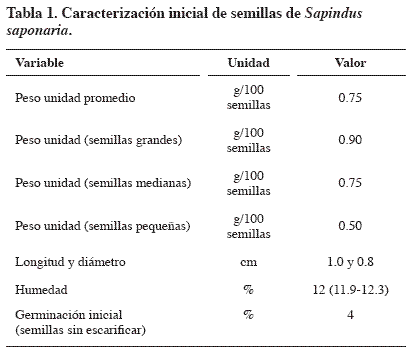 Tabla 1. Caracterización inicial de semillas de Sapindus
saponaria.
Variable Unidad Valor
Peso unidad promedio g/100 semillas 0.75
Peso unidad (semillas grandes) g/100 semillas 0.90
Peso unidad (semillas medianas) g/100 semillas 0.75
Peso unidad (semillas pequeñas) g/100 semillas 0.50
Longitud y diámetro cm 1.0 y 0.8
Humedad % 12 (11.9-12.3)
Germinación inicial
(semillas sin escarificar) % 4